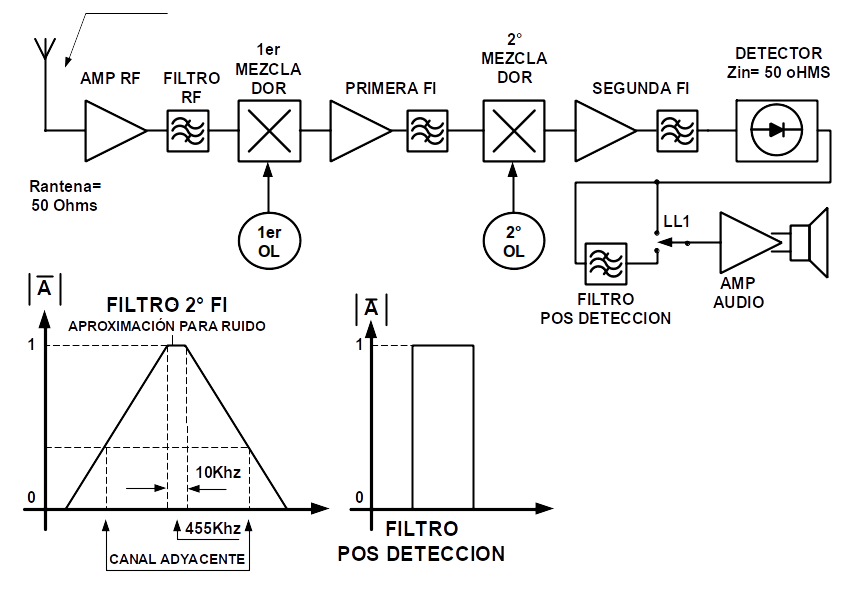 AMP RF
FILTRO
RF
1er
MEZCLA
DOR
PRIMERA FI
2°
MEZCLA
DOR
SEGUNDA FI
DETECTOR
Zin= 50 oHMS
Rantena=
50 Ohms
1er
OL
2°
OL
LL1
FILTRO
POS DETECCION
AMP
AUDIO
|A|
FILTRO 2° FI
APROXIMACIÓN PARA RUIDO
1
10Khz
0
455Khz
CANAL ADYACENTE
|A|
1
0
FILTRO
POS DETECCION